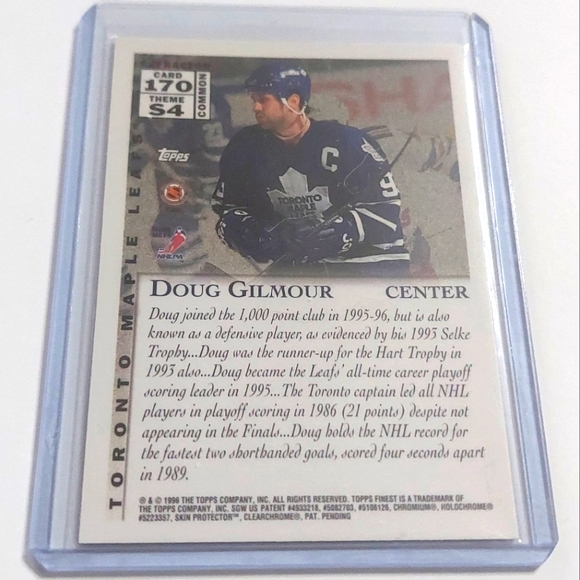 REFRACTOR
CARD
170
THEME
S4
COMMON
Topps
NHLPA
C
TORONTO
MAPLE
LEAFS
TORONTO MAPLE LEAFS
DOUG GILMOUR CENTER
Doug joined the 1,000 point club in 1995-96, but is also
known as a defensive player, as evidenced by his 1993 Selke
Trophy...Doug was the runner-up for the Hart Trophy in
1993 also...Doug became the Leafs' all-time career playoff
scoring leader in 1995...The Toronto captain led all NHL
players in playoff scoring in 1986 (21 points) despite not
appearing in the Finals...Doug holds the NHL record for
the fastest two shorthanded goals, scored four seconds apart
in 1989.
® & © 1996 THE TOPPS COMPANY, INC. ALL RIGHTS RESERVED. TOPPS FINEST IS A TRADEMARK OF
THE TOPPS COMPANY, INC. SGW US PATENT #4933218, #5082703, #5106126, CHROMIUM®, HOLOCHROME®
#5223357, SKIN PROTECTOR™, CLEARCHROME®, PAT. PENDING